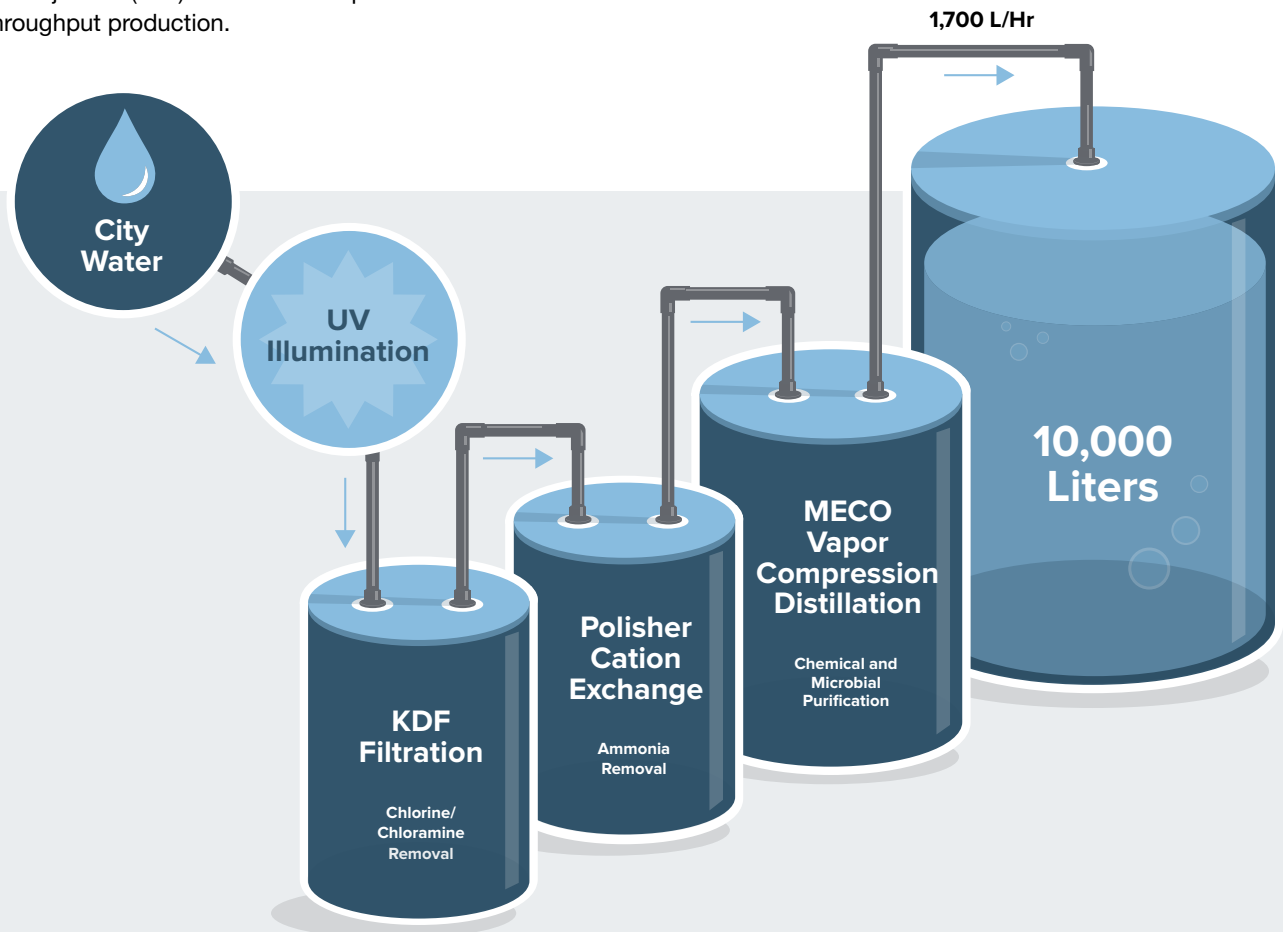 throughput production.
1,700 L/Hr
City
Water
UV
Illumination
KDF
Filtration
Chlorine/
Chloramine
Removal
Polisher
Cation
Exchange
Ammonia
Removal
MECO
Vapor
Compression
Distillation
Chemical and
Microbial
Purification
10,000
Liters